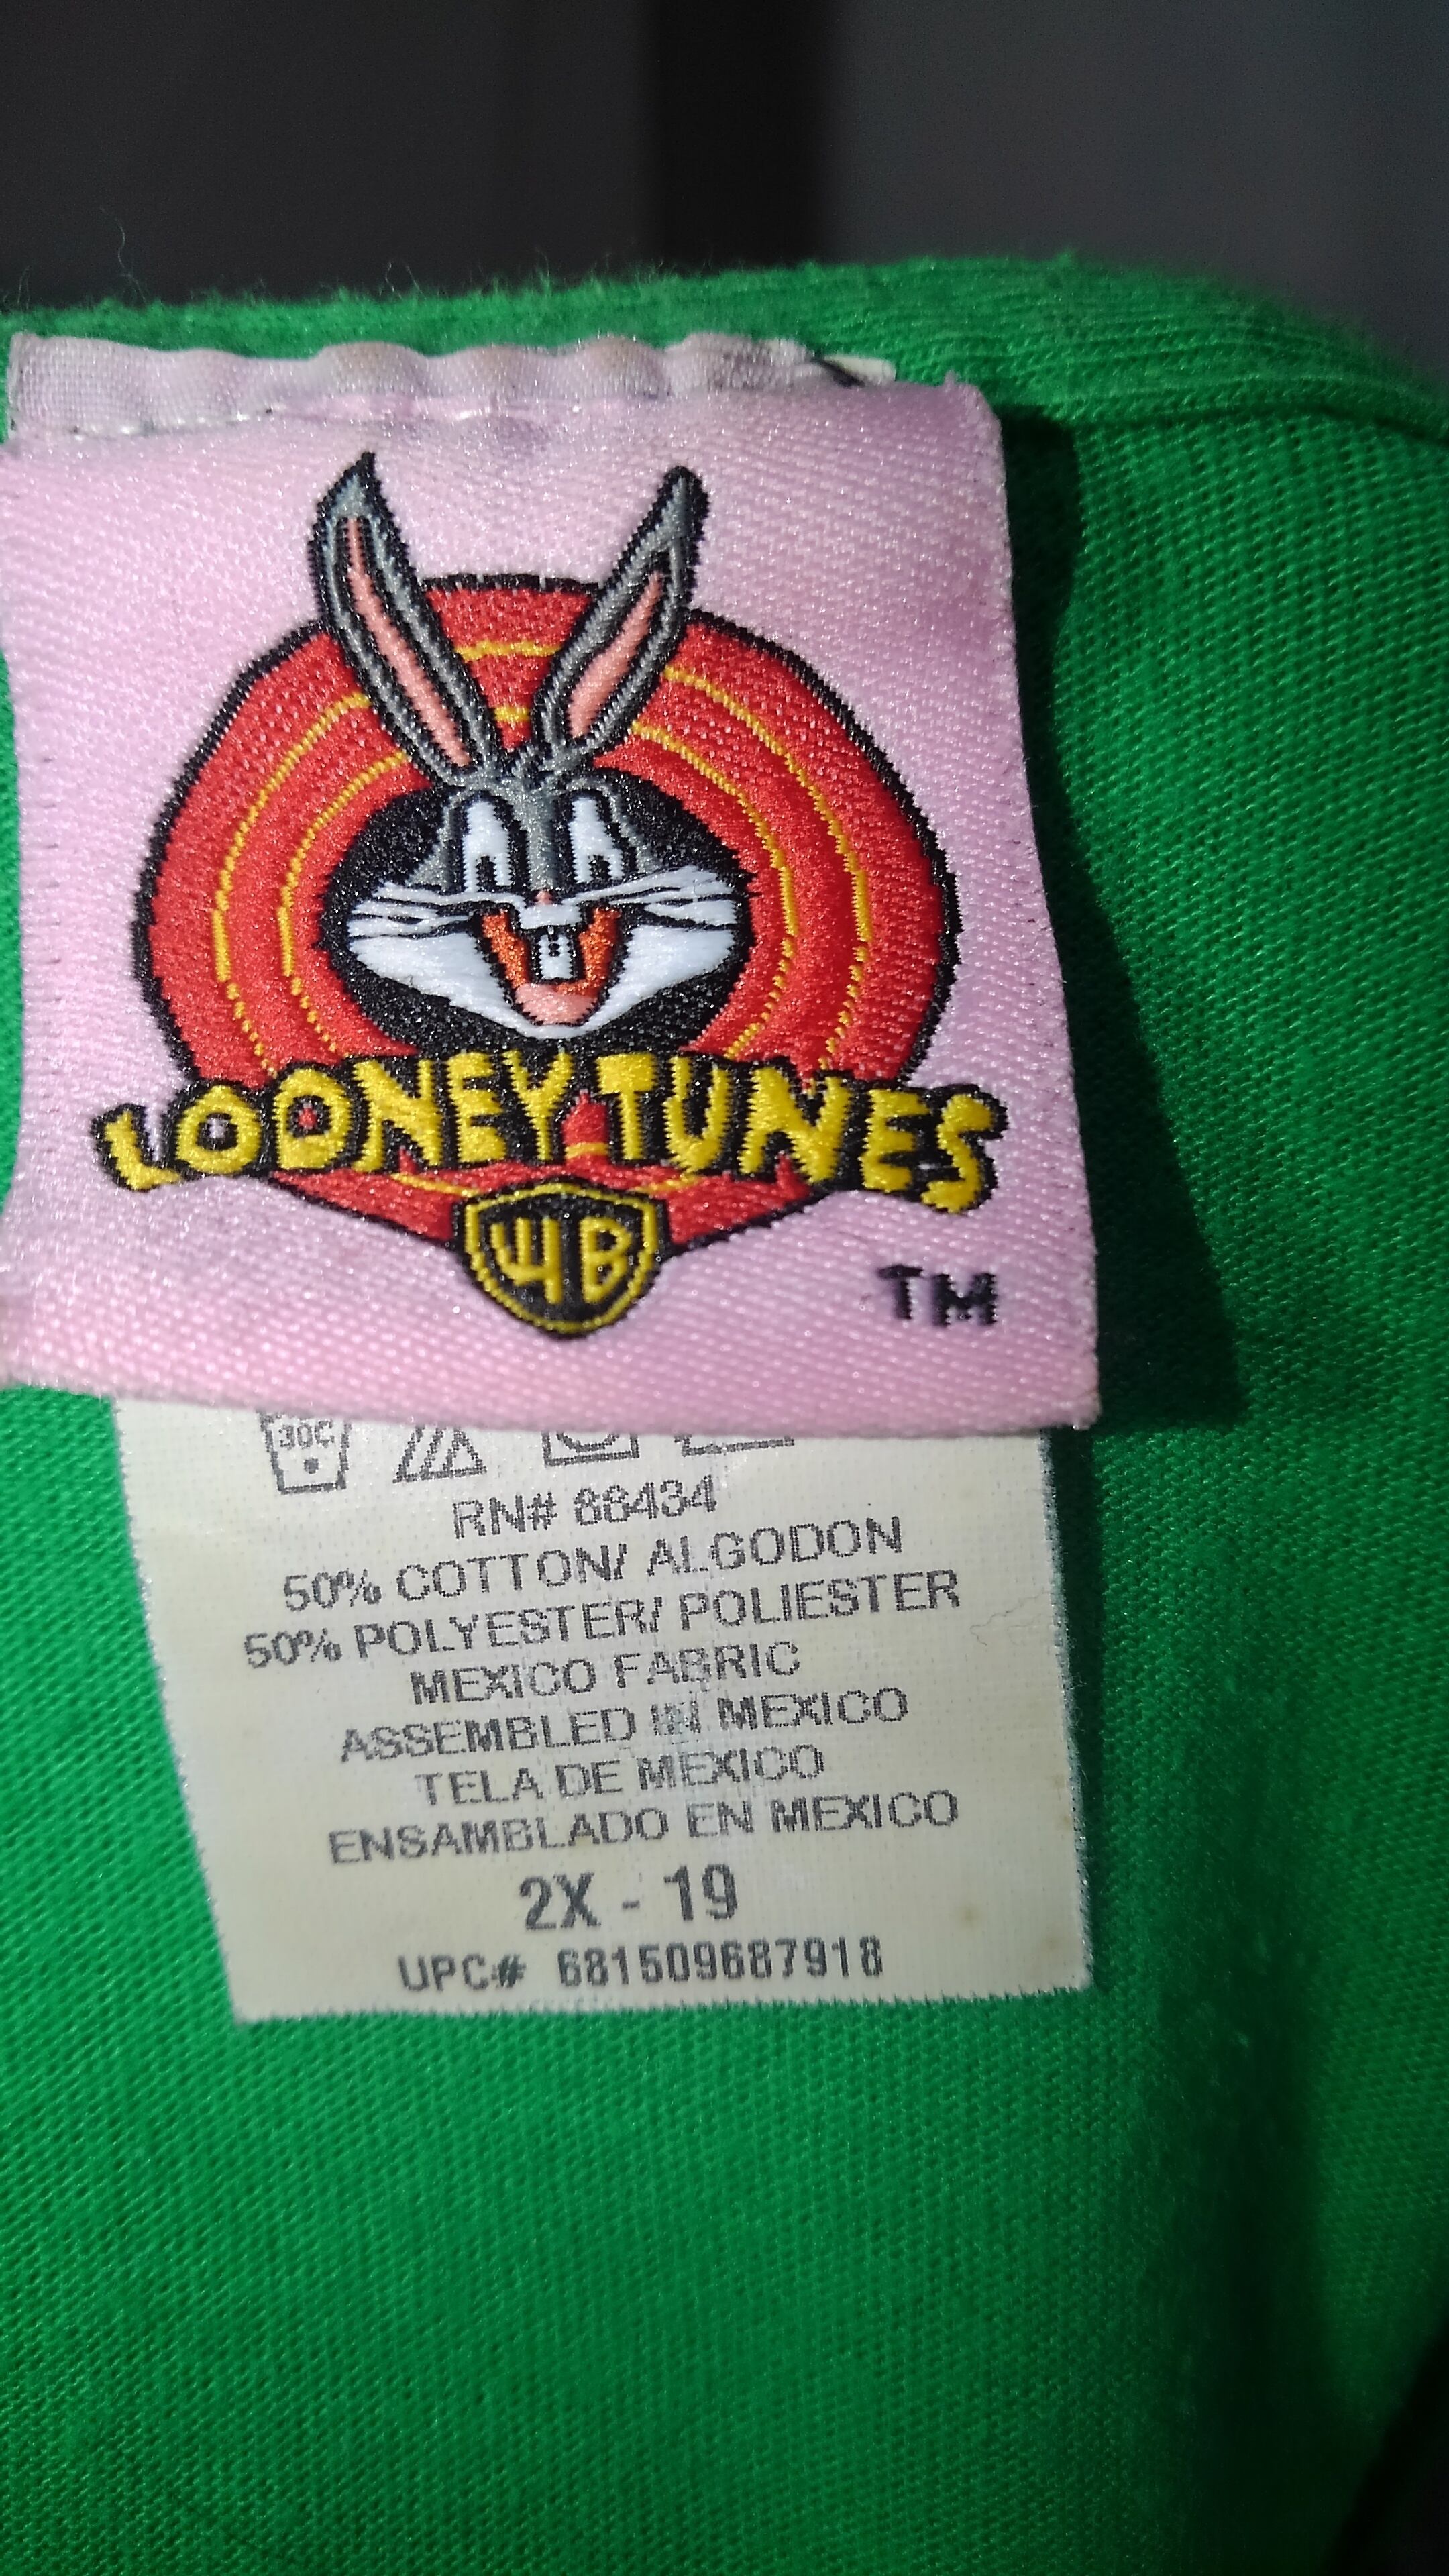 LOONEY TUNES
WB
TM
30C
RN# 88434
50% COTTON/ ALGODON
50% POLYESTER/ POLIESTER
MEXICO FABRIC
ASSEMBLED IN MEXICO
TELA DE MEXICO
ENSAMBLADO EN MEXICO
2X - 19
UPC# 681509687918